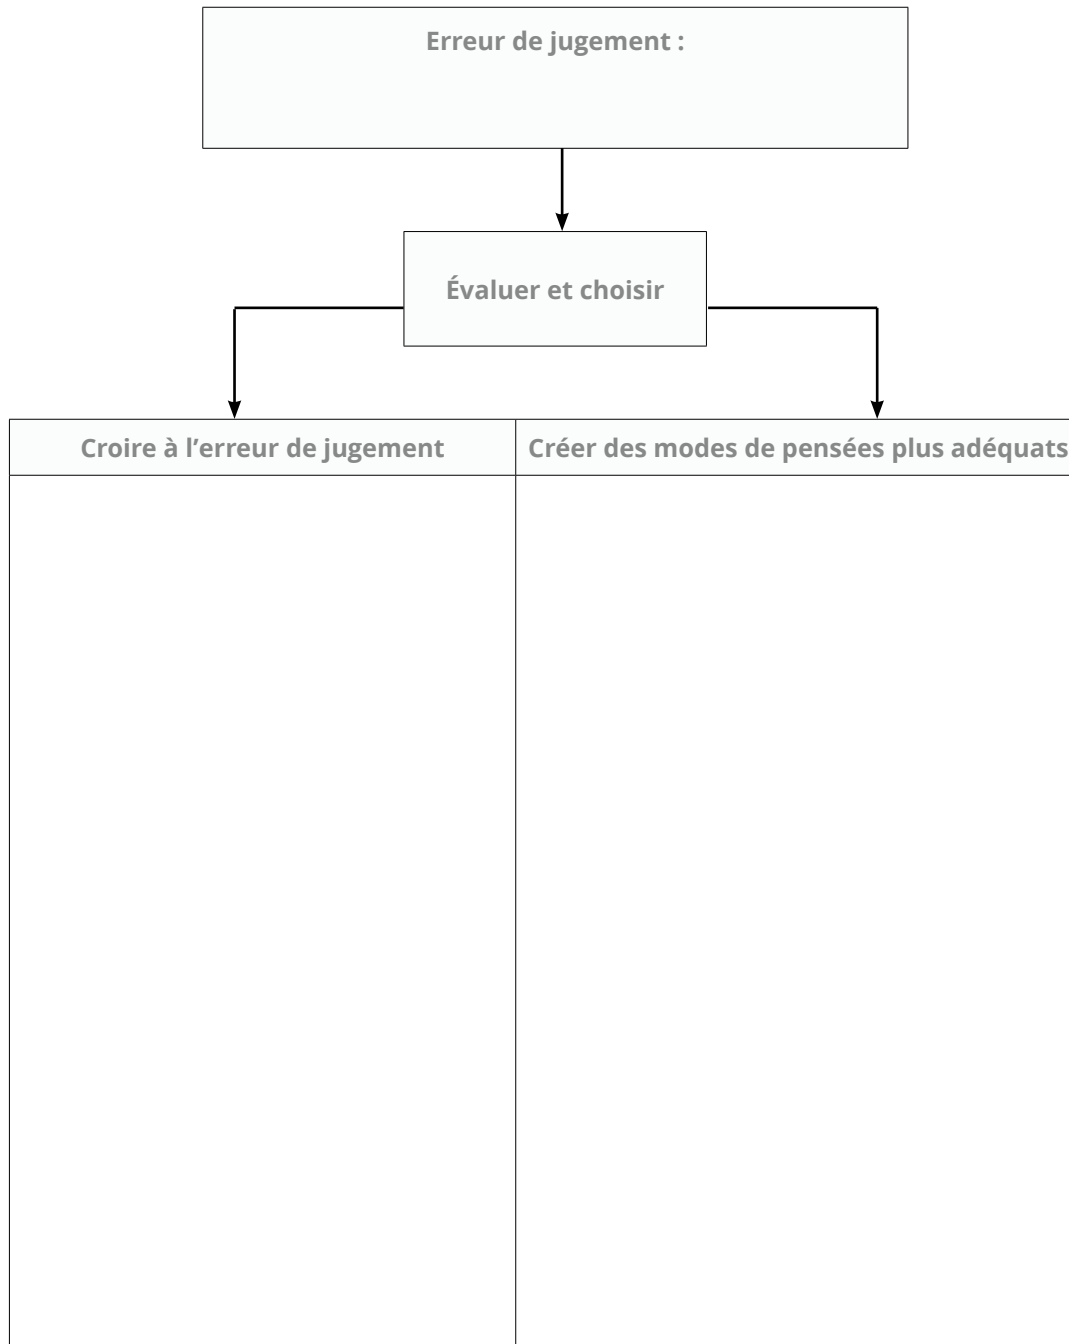 Erreur de jugement :
Évaluer et choisir
Croire à l’erreur de jugement
Créer des modes de pensées plus adéquats